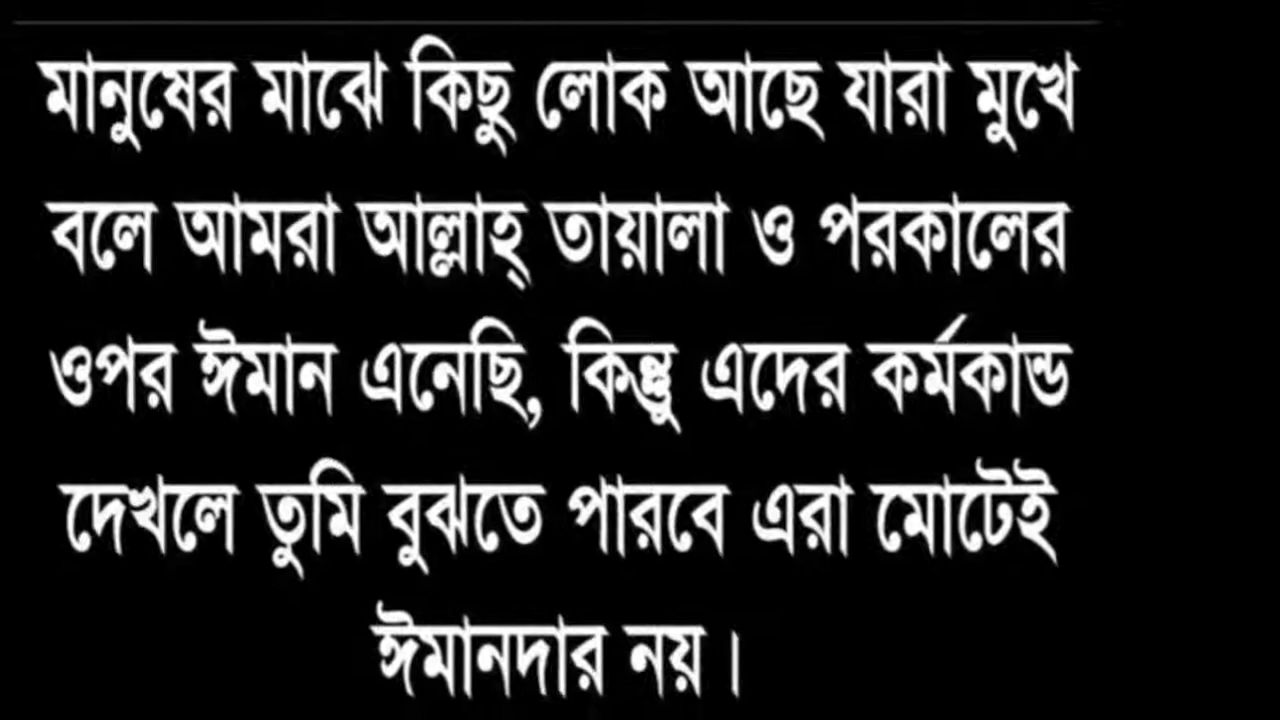 মানুষের মাঝে কিছু লোক আছে যারা মুখে
বলে আমরা আল্লাহ্ তায়ালা ও পরকালের
ওপর ঈমান এনেছি, কিন্তু এদের কর্মকান্ড
দেখলে তুমি বুঝতে পারবে এরা মোটেই
ঈমানদার নয়।